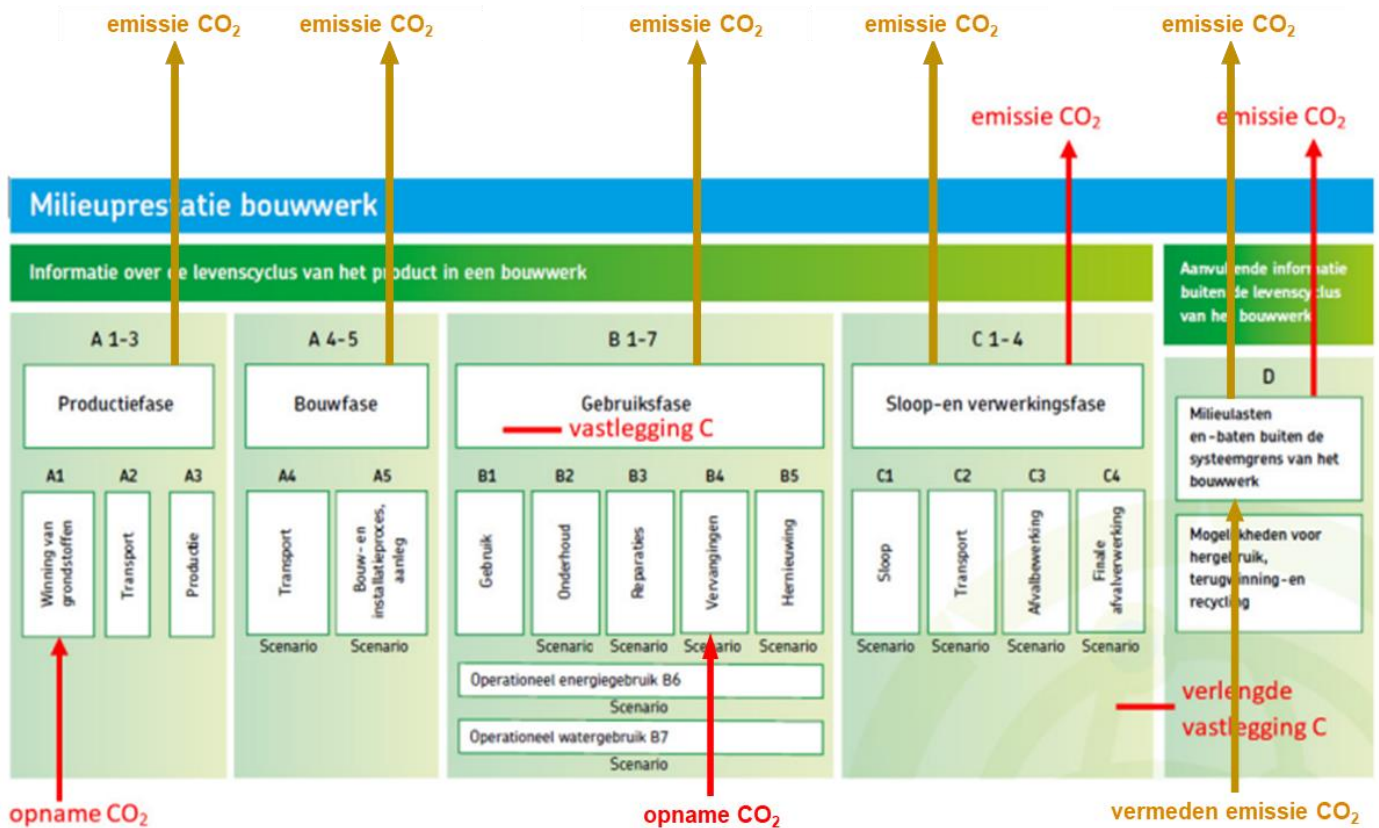 emissie CO₂
emissie CO₂
emissie CO₂
emissie CO₂
emissie CO₂
emissie CO₂
emissie CO₂
Milieuprestatie bouwwerk
Informatie over de levenscyclus van het product in een bouwwerk
Aanvullende informatie
buiten de levenscyclus
van het bouwwerk
A 1-3
Productiefase
A1
A2
A3
Winning van
grondstoffen
Transport
Productie
A 4-5
Bouwfase
A4
A5
Transport
Bouw- en
installatieproces,
aanleg
Scenario
Scenario
B 1-7
Gebruiksfase
vastlegging C
B1
B2
B3
B4
B5
Gebruik
Onderhoud
Reparaties
Vervangingen
Hernieuwing
Scenario
Scenario
Scenario
Scenario
Operationeel energiegebruik B6
Scenario
Operationeel watergebruik B7
Scenario
C 1-4
Sloop-en verwerkingsfase
C1
C2
C3
C4
Sloop
Transport
Afvalbewerking
Finale
afvalverwerking
Scenario
Scenario
Scenario
Scenario
D
Milieulasten
en-baten buiten de
systeemgrens van het
bouwwerk
Mogelijkheden voor
hergebruik,
terugwinning-en
recycling
verlengde
vastlegging C
opname CO₂
opname CO₂
vermeden emissie CO₂